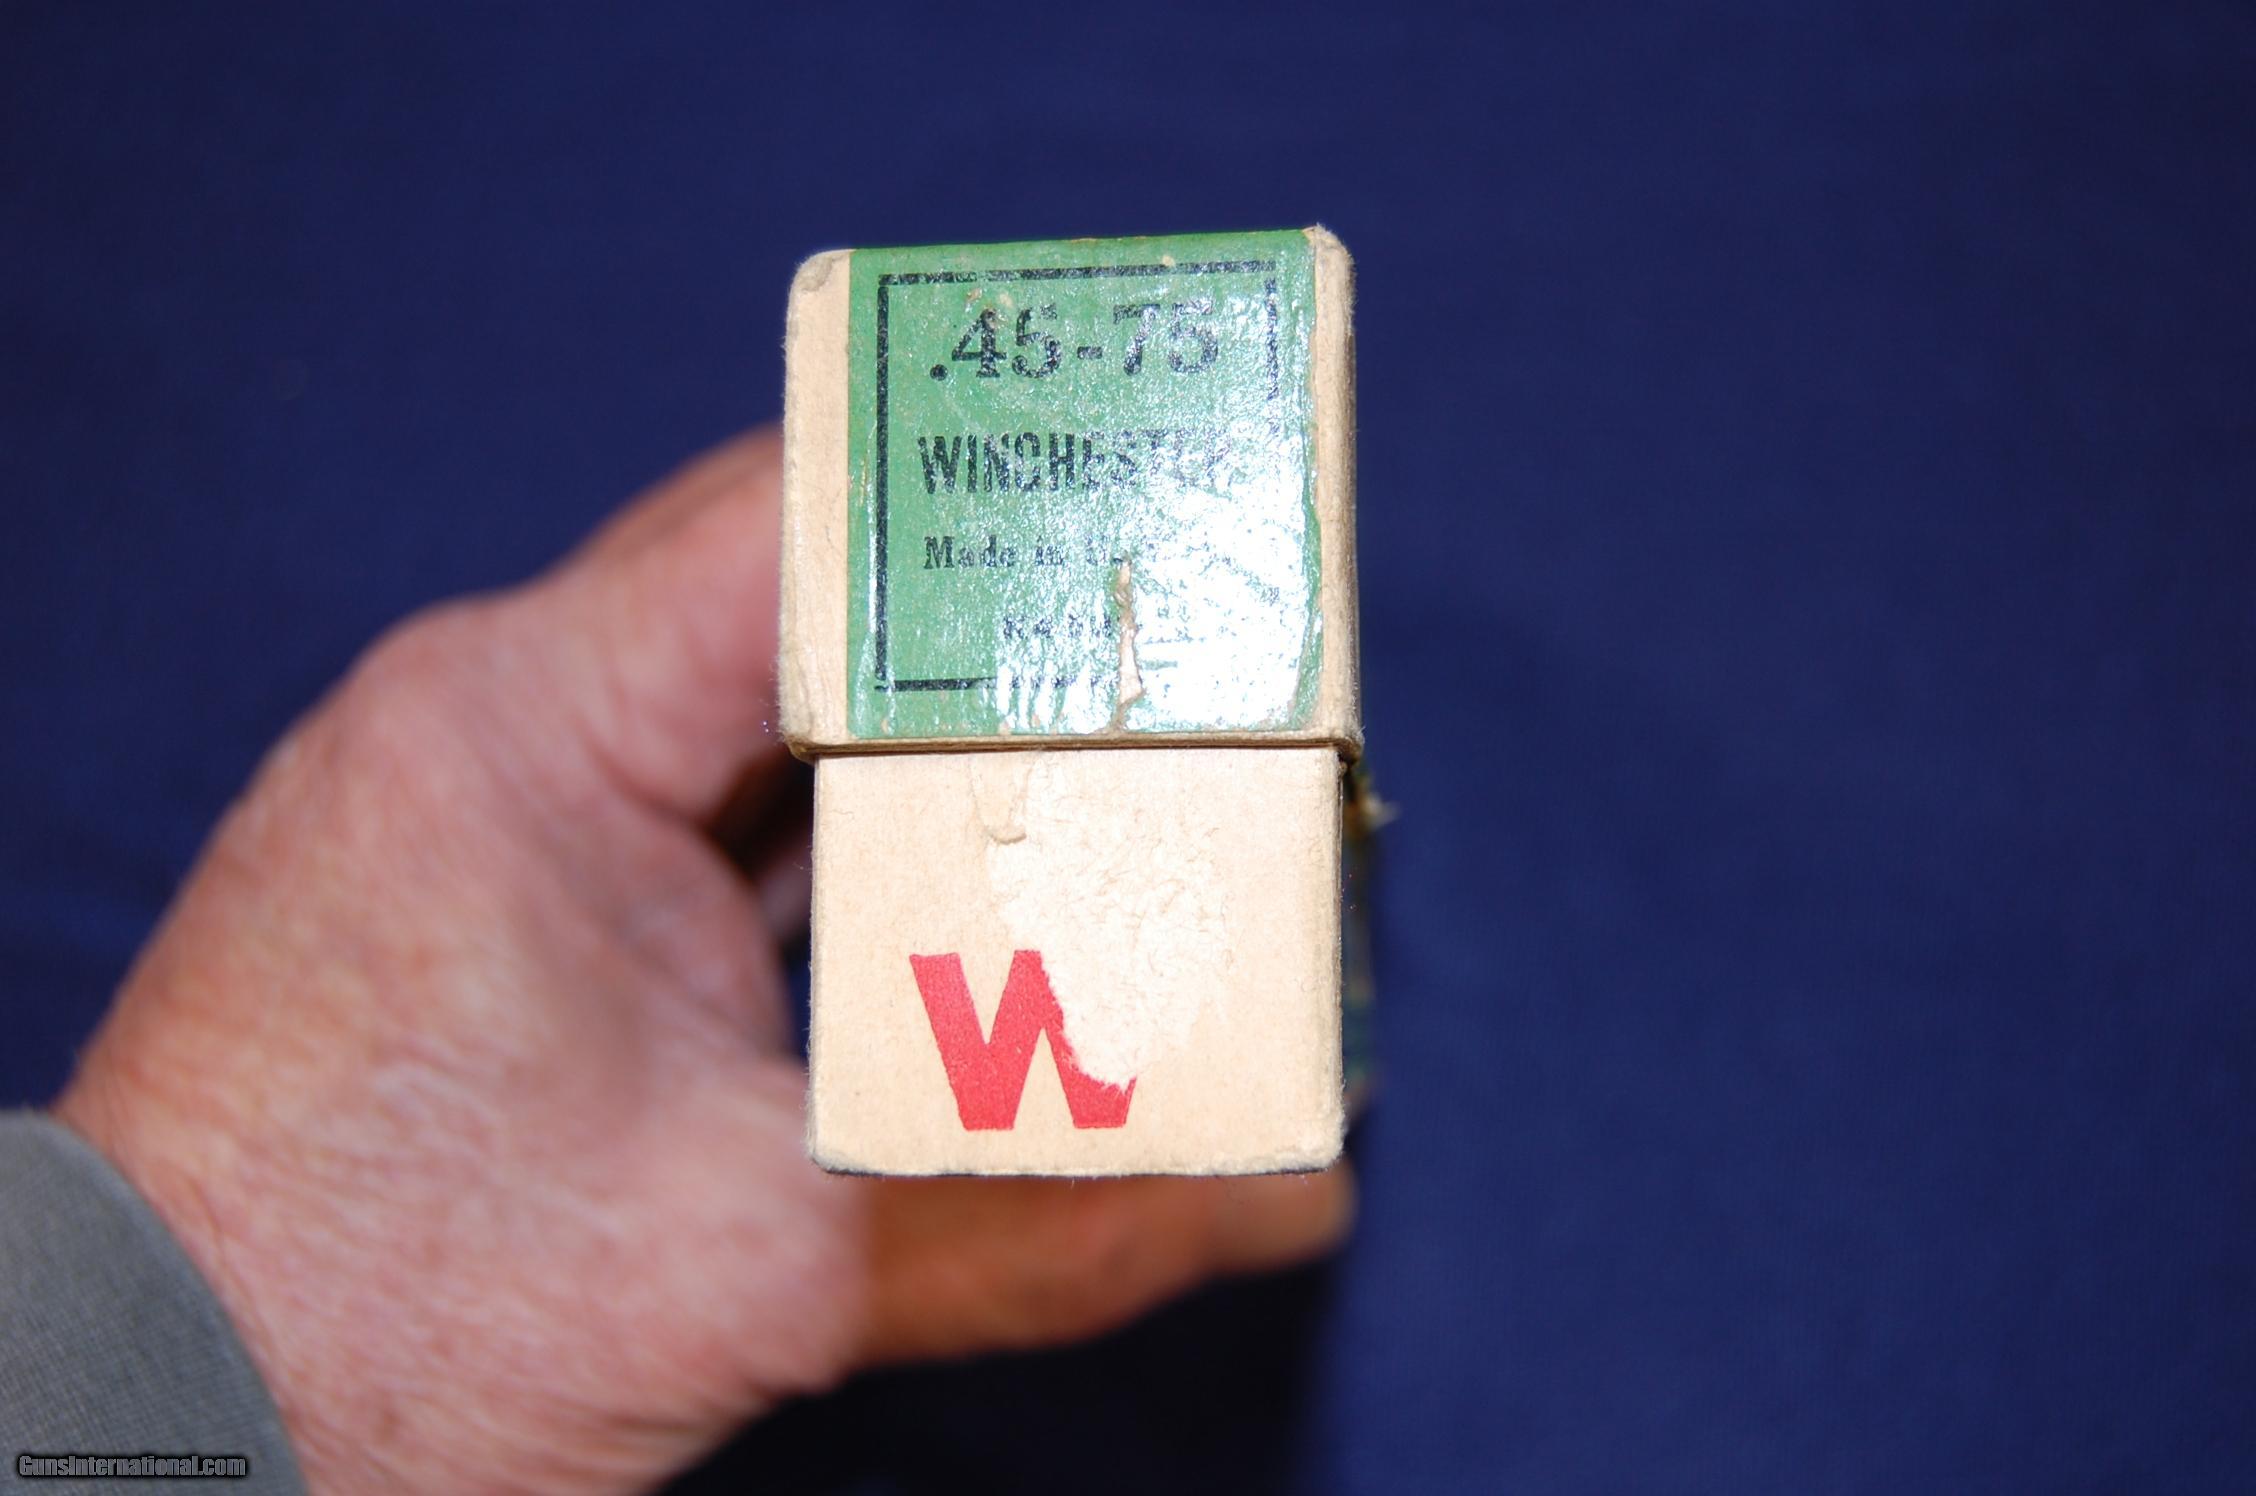 .45-75
WINCHESTER
Made in U.
W
GunsInternational.com